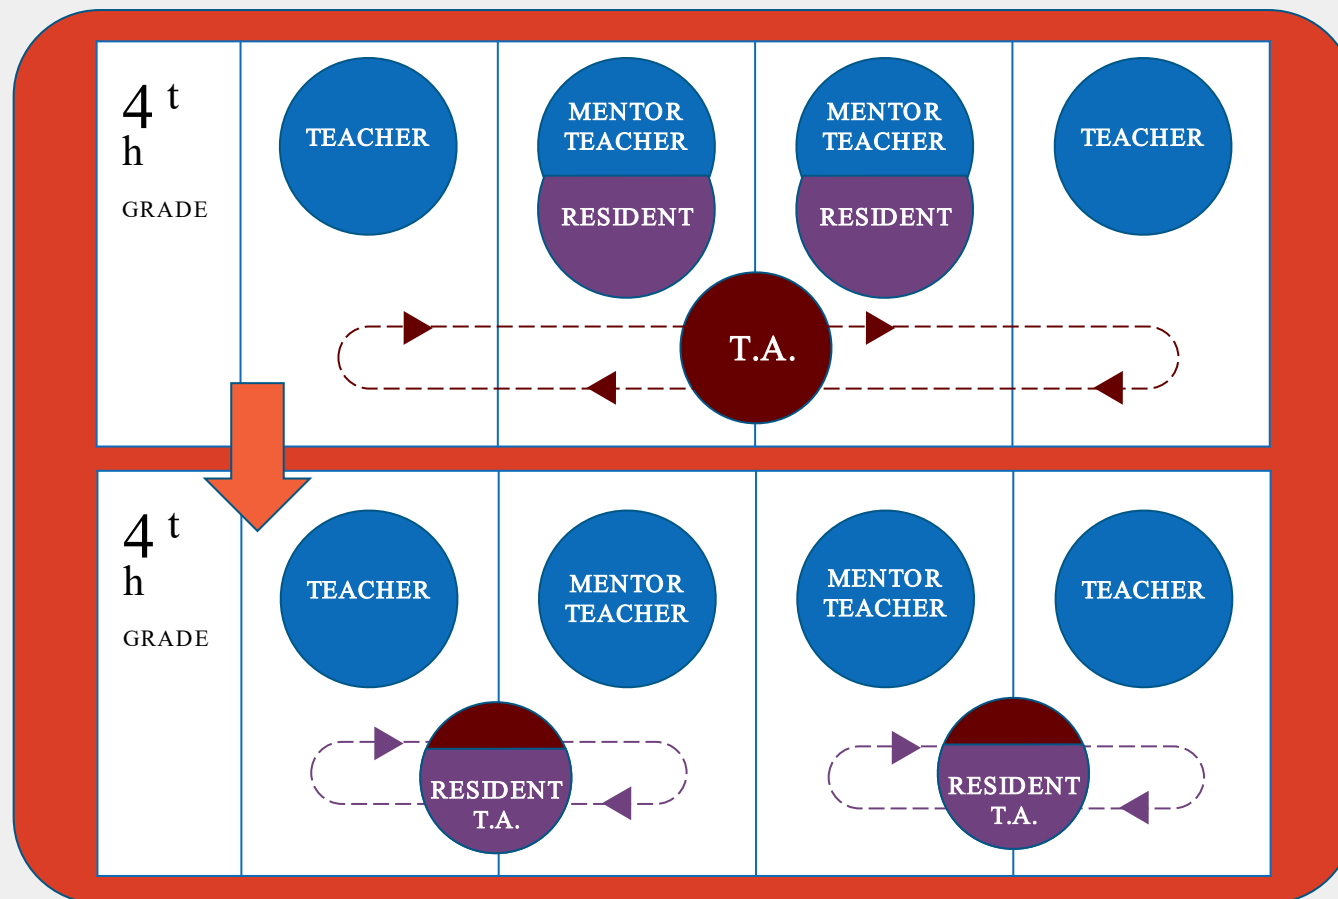 4 t
h
GRADE
TEACHER
MENTOR
TEACHER
RESIDENT
MENTOR
TEACHER
RESIDENT
TEACHER
T.A.
4 t
h
GRADE
TEACHER
MENTOR
TEACHER
MENTOR
TEACHER
TEACHER
RESIDENT
T.A.
RESIDENT
T.A.